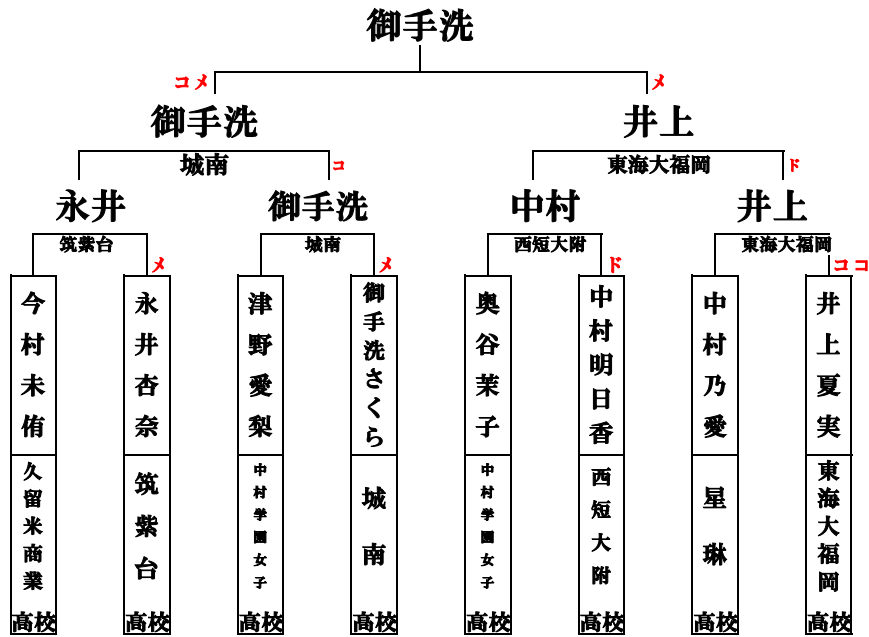 御手洗
コメ
メ
御手洗
井上
城南
コ
東海大福岡
ド
永井
御手洗
中村
井上
筑紫台
メ
城南
メ
西短大附
ド
東海大福岡
ココ
今村未侑
永井杏奈
津野愛梨
御手洗さくら
奥谷茉子
中村明日香
中村乃愛
井上夏実
久留米商業
筑紫台
中村学園女子
城南
中村学園女子
西短大附
星琳
東海大福岡
高校
高校
高校
高校
高校
高校
高校
高校